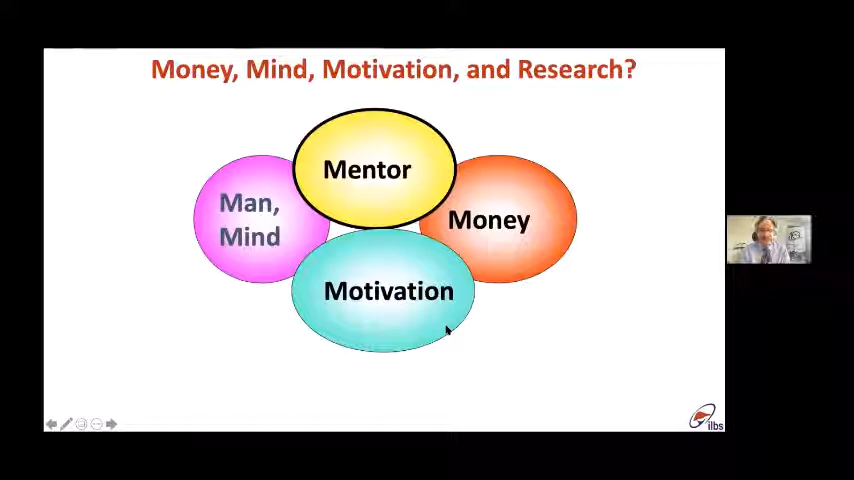 Money, Mind, Motivation, and Research?
Mentor
Man,
Mind
Money
Motivation
ilbs